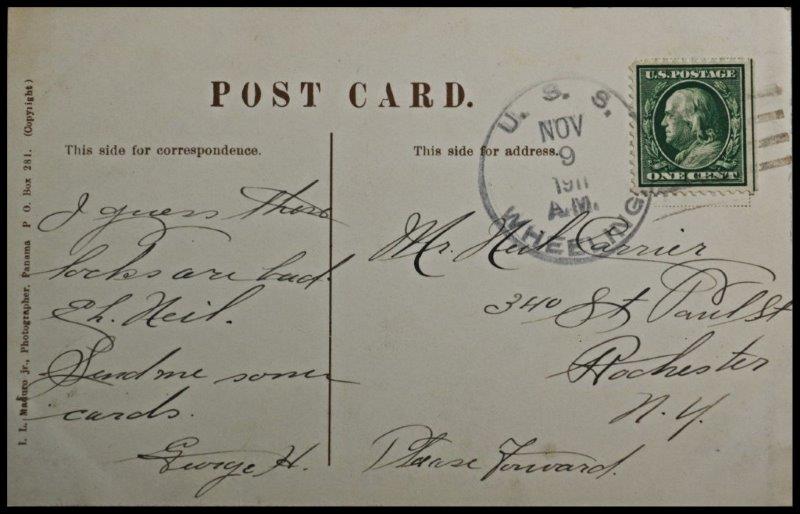 POST CARD.
This side for correspondence.
This side for address.
U.S. POSTAGE
ONE CENT
U. S. S.
NOV
9
1911
A.M.
WHEELING
I guess those
locks are bad.
Eh. Neil.
Send me some
cards.
George H.
Mr. Neil Carrier
340 St Paul St
Rochester
N.Y.
Please Forward.
I. L. Maduro jr., Photographer, Panama P. O. Box 281. (Copyright)